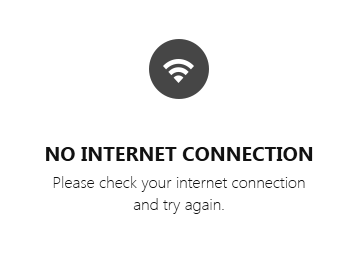 NO INTERNET CONNECTION
Please check your internet connection
and try again.